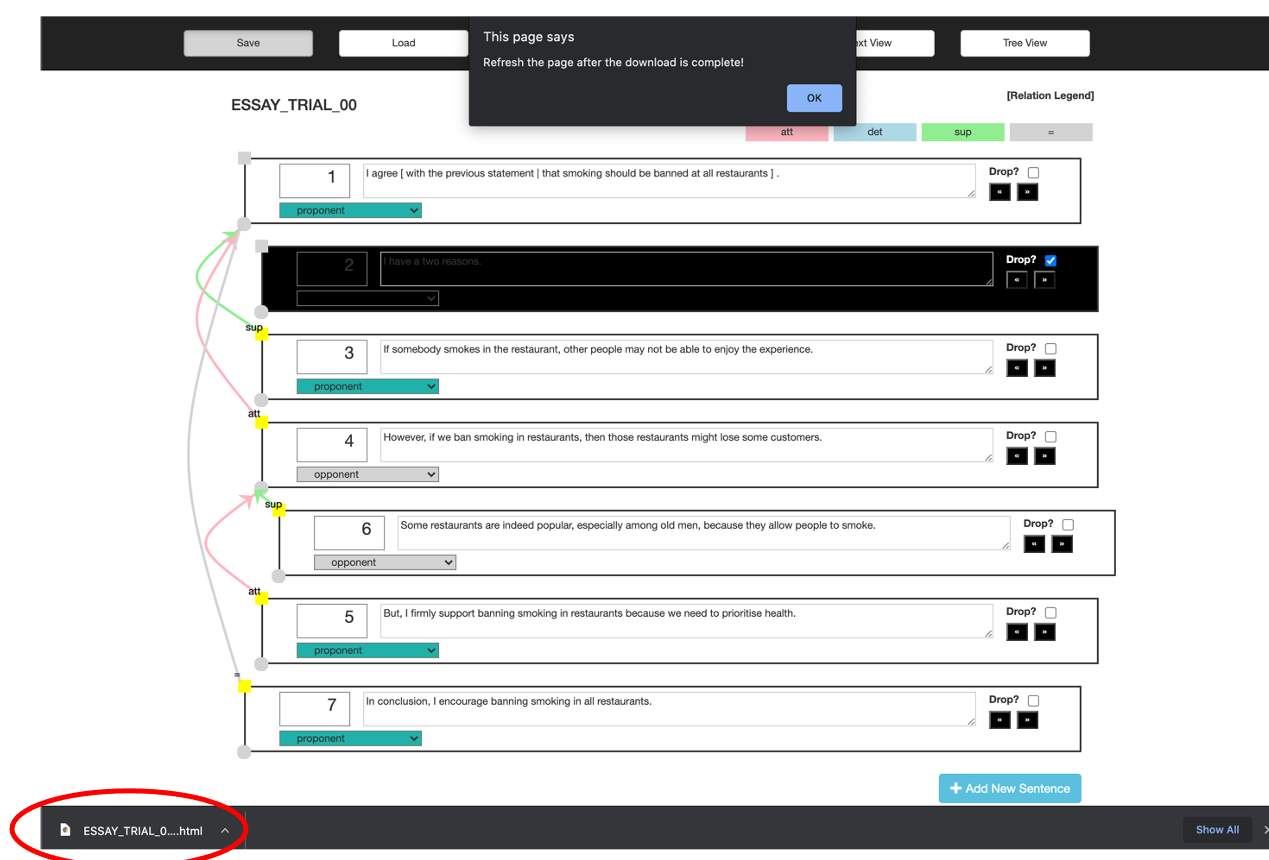 Save
Load
This page says
Refresh the page after the download is complete!
OK
ext View
Tree View
ESSAY_TRIAL_00
[Relation Legend]
att
det
sup
=
1
I agree [ with the previous statement | that smoking should be banned at all restaurants ] .
Drop?
«
»
proponent
2
I have a two reasons.
Drop?
«
»
sup
3
If somebody smokes in the restaurant, other people may not be able to enjoy the experience.
Drop?
«
»
proponent
att
4
However, if we ban smoking in restaurants, then those restaurants might lose some customers.
Drop?
«
»
opponent
sup
6
Some restaurants are indeed popular, especially among old men, because they allow people to smoke.
Drop?
«
»
opponent
att
5
But, I firmly support banning smoking in restaurants because we need to prioritise health.
Drop?
«
»
proponent
=
7
In conclusion, I encourage banning smoking in all restaurants.
Drop?
«
»
proponent
+ Add New Sentence
ESSAY_TRIAL_0....html
Show All